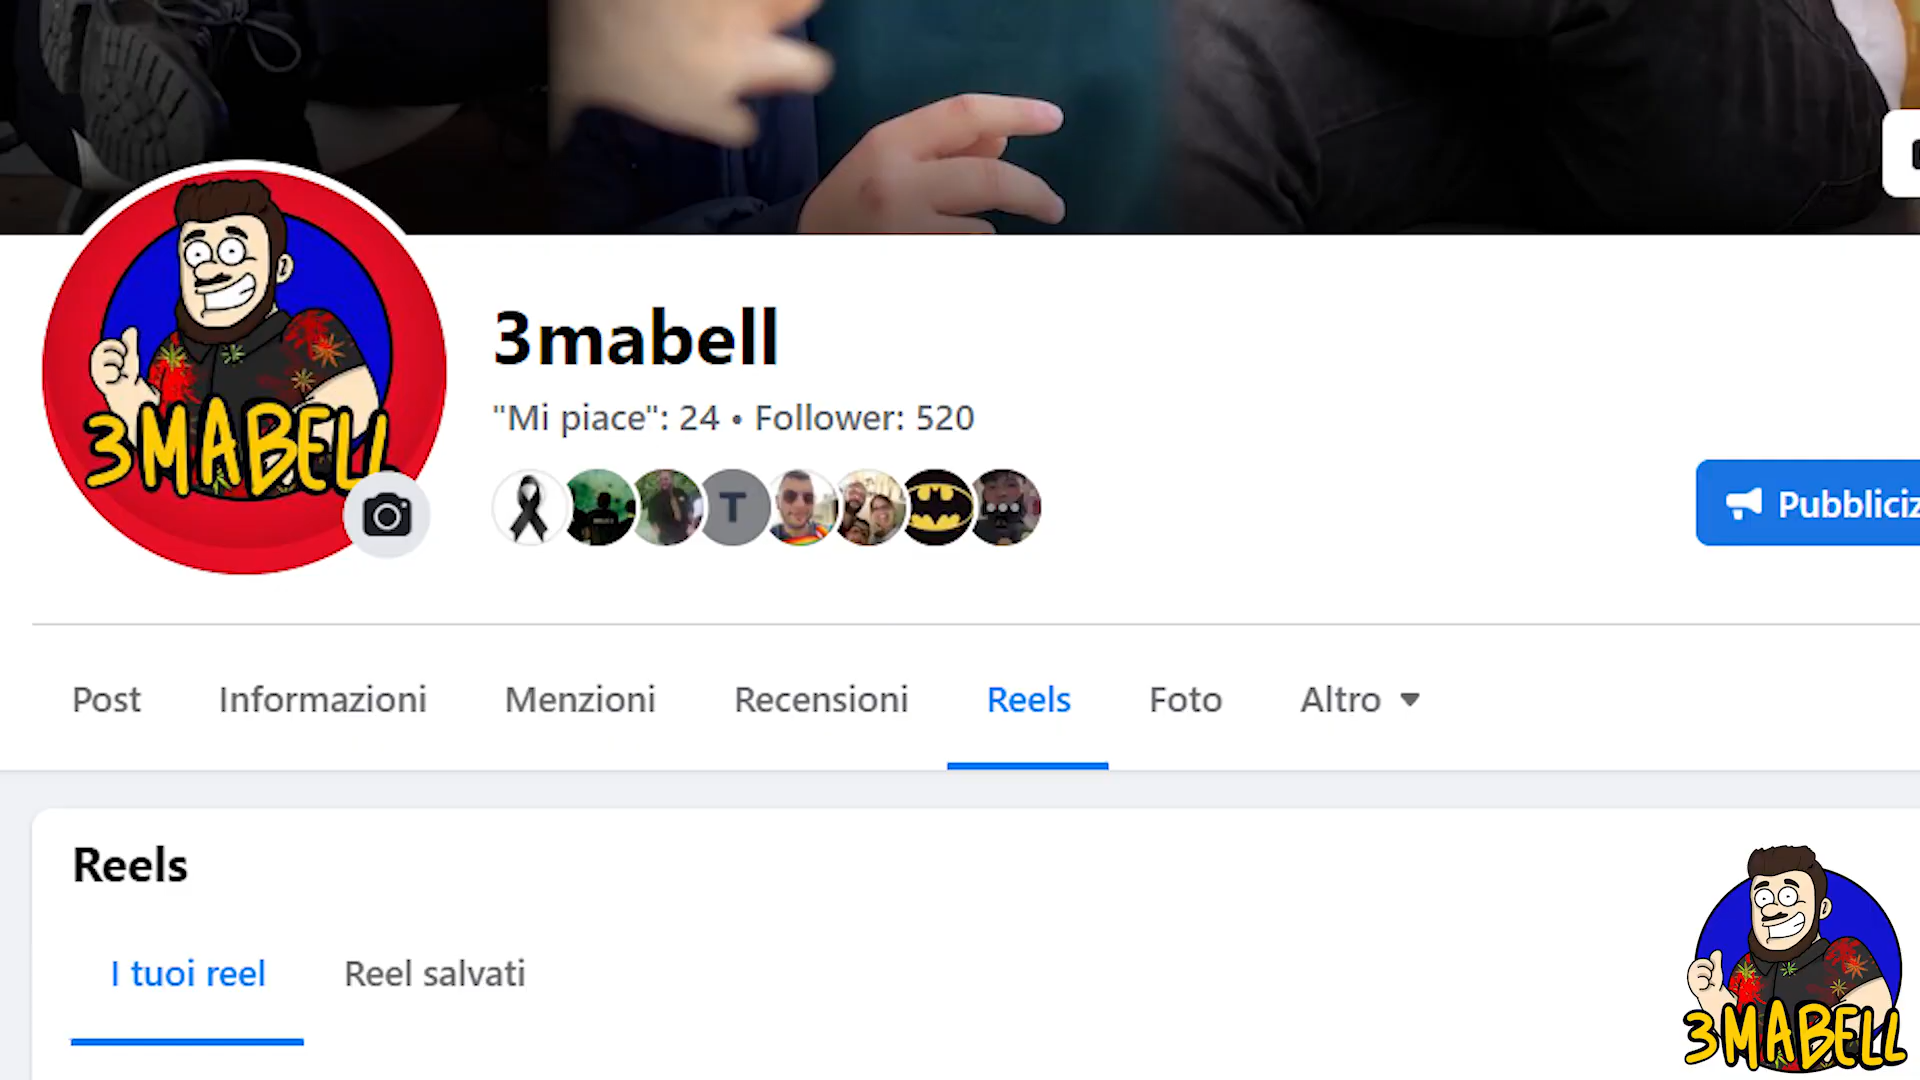 3MABELL
3mabell
"Mi piace": 24 • Follower: 520
T
Post
Informazioni
Menzioni
Recensioni
Reels
Foto
Altro
Reels
I tuoi reel
Reel salvati
3MABELL